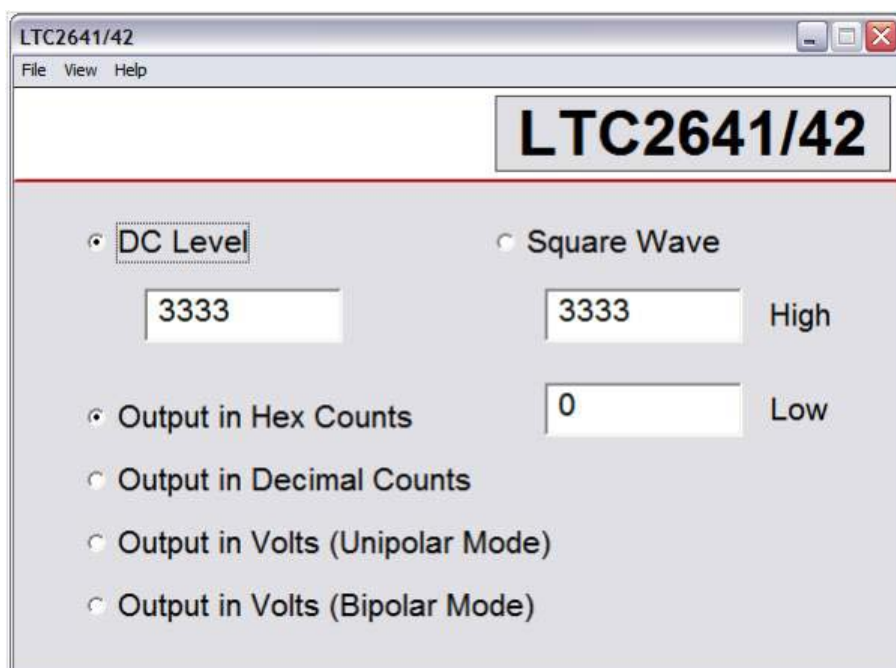 LTC2641/42
File View Help
LTC2641/42
DC Level
Square Wave
3333
3333 High
Output in Hex Counts
0 Low
Output in Decimal Counts
Output in Volts (Unipolar Mode)
Output in Volts (Bipolar Mode)